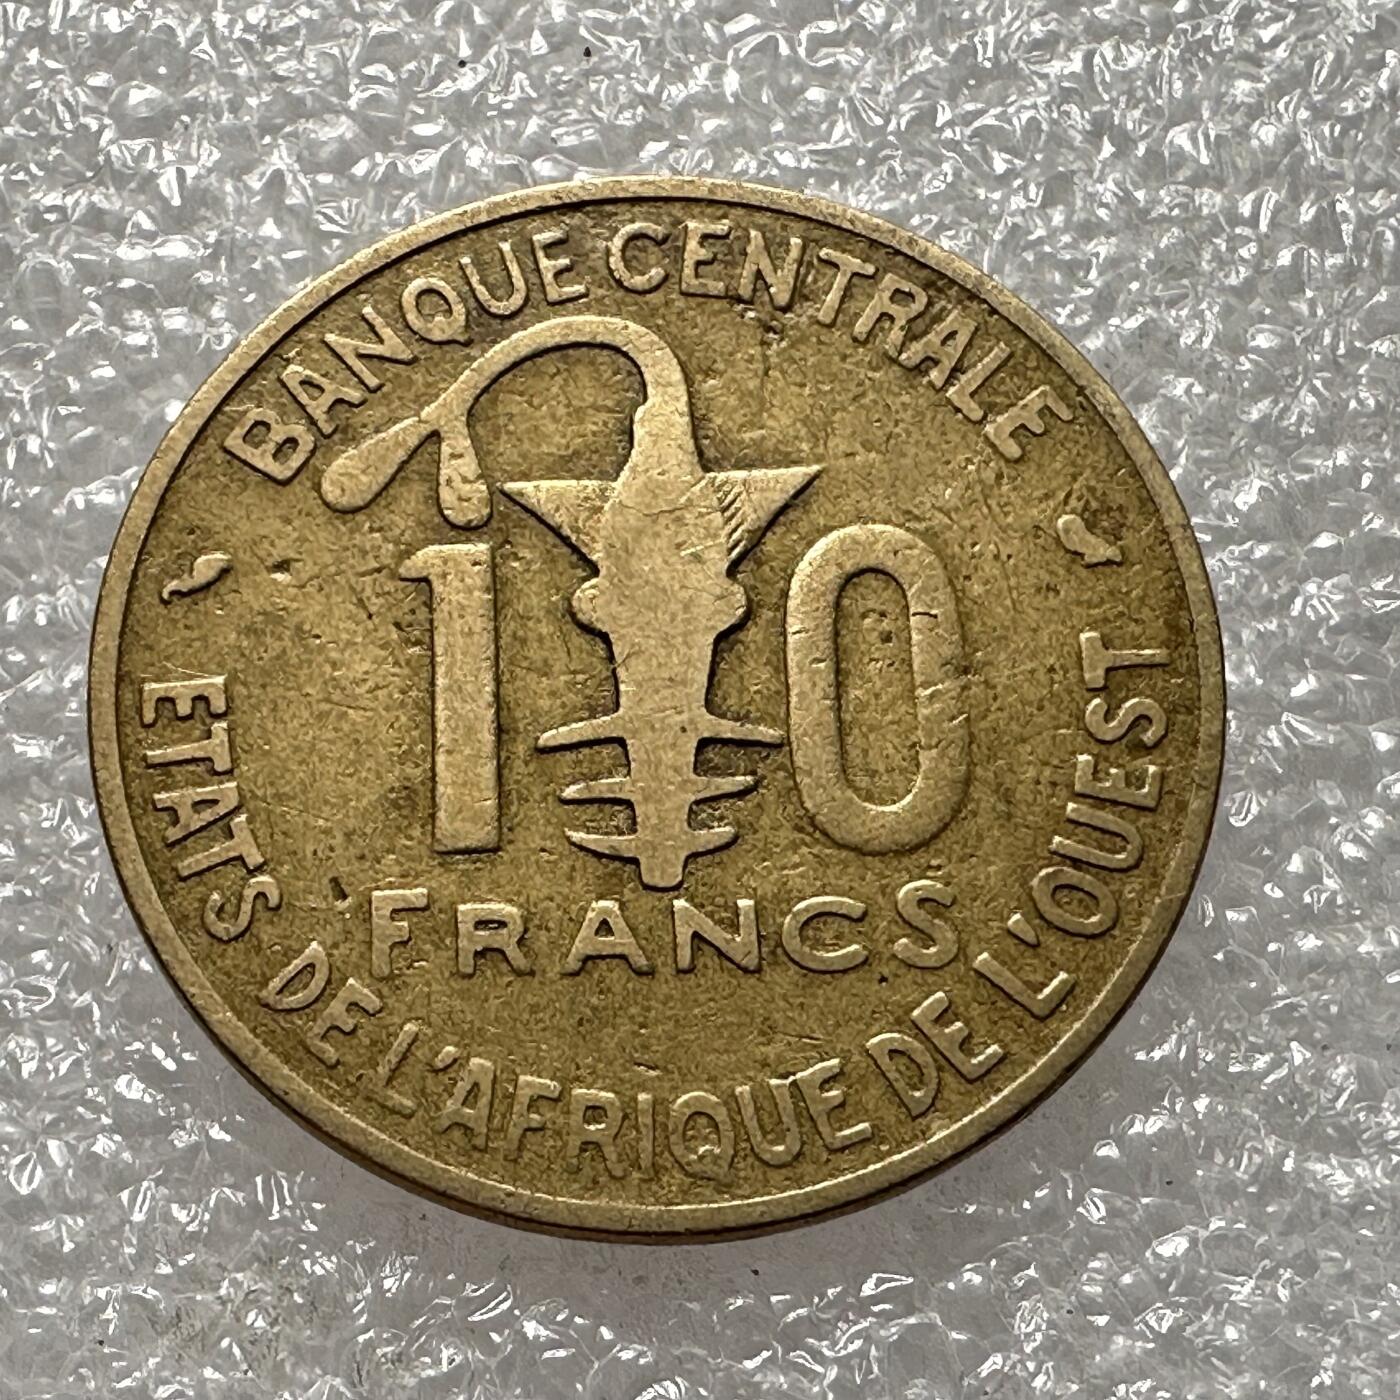 BANQUE CENTRALE
10
FRANCS
ETATS DE L'AFRIQUE DE L'OUEST